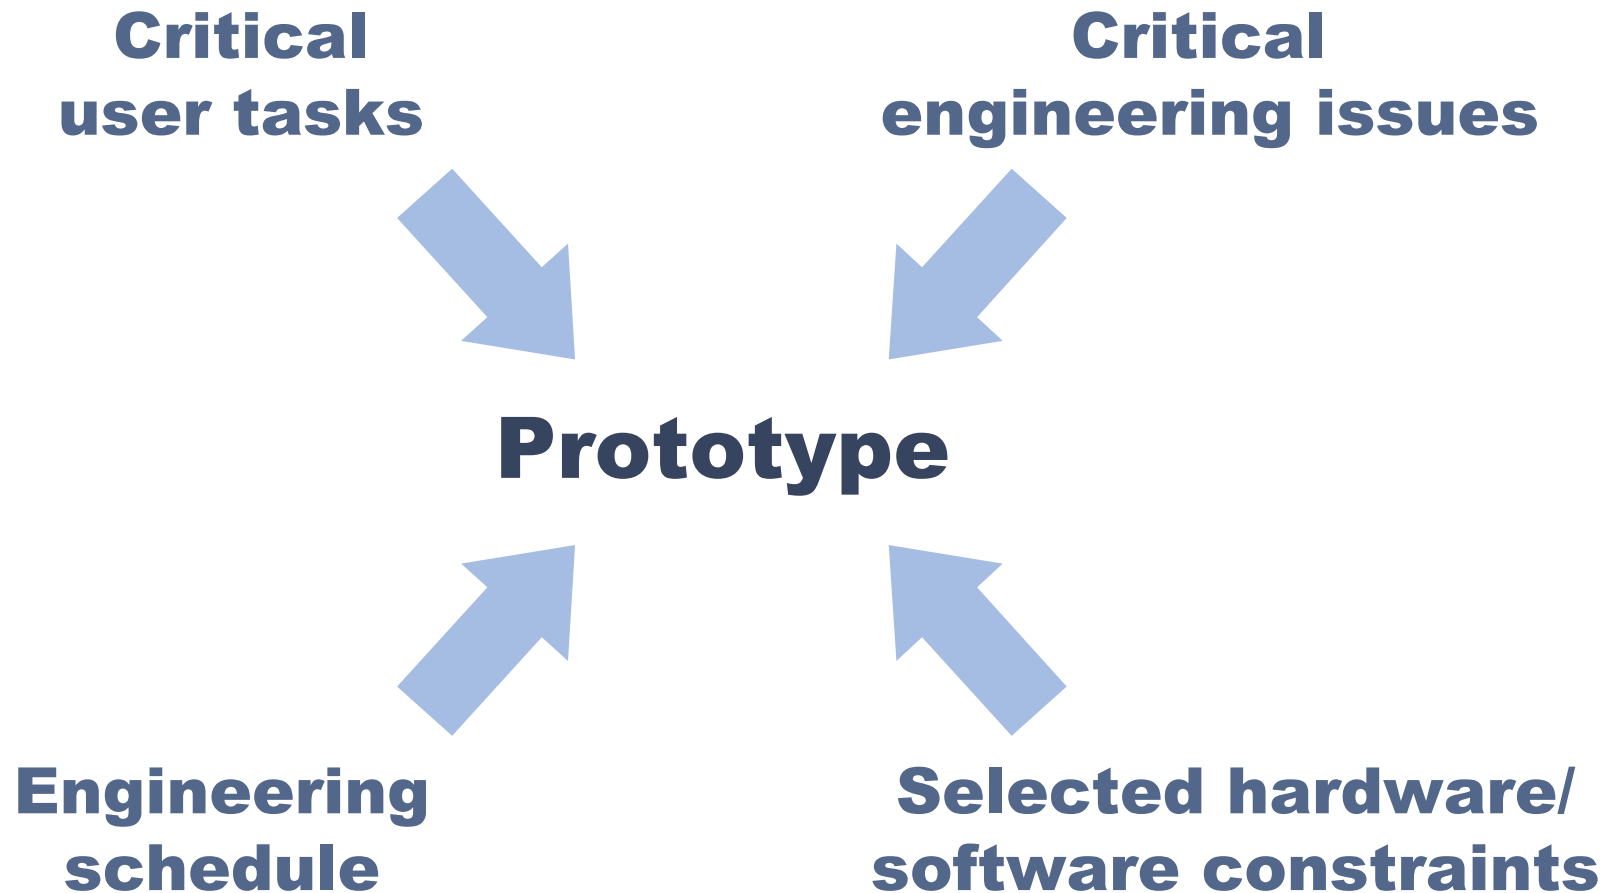 Critical
user tasks
Critical
engineering issues
Prototype
Engineering
schedule
Selected hardware/
software constraints